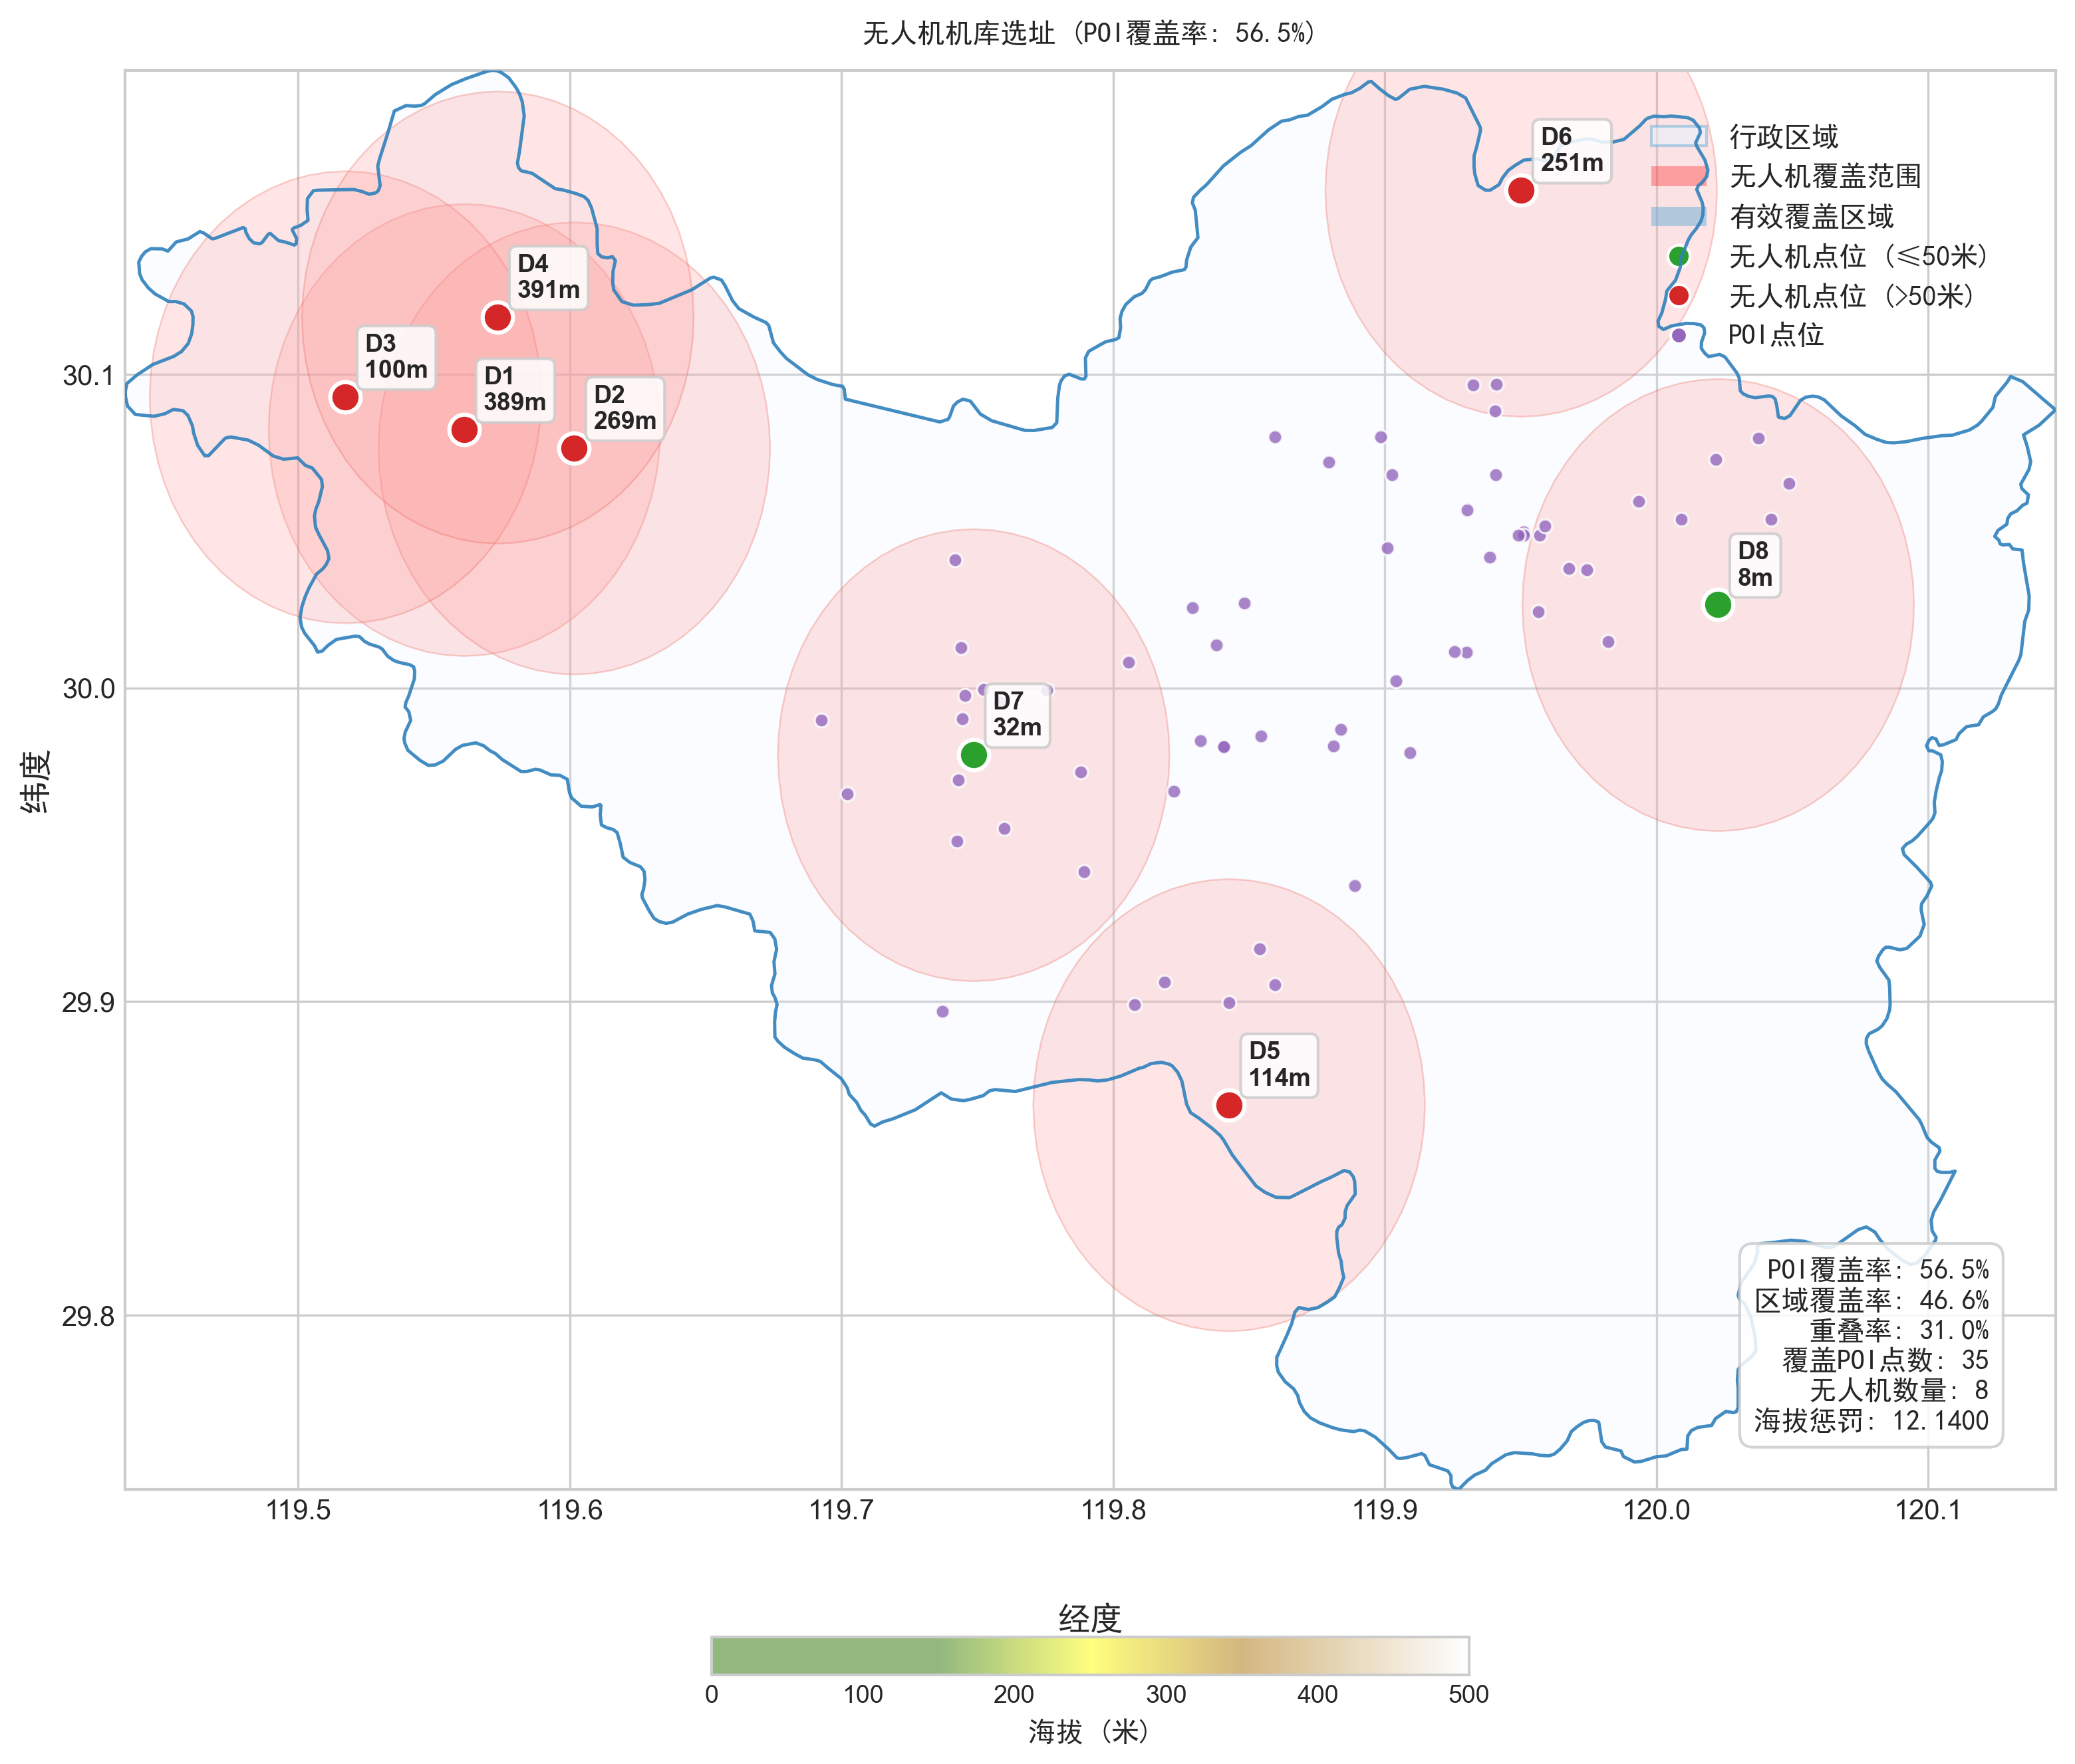 无人机机库选址 (POI覆盖率: 56.5%)
D6
251m
行政区域
无人机覆盖范围
有效覆盖区域
无人机点位 (≤50米)
无人机点位 (>50米)
POI点位
D4
391m
D3
100m
D1
389m
D2
269m
D8
8m
D7
32m
D5
114m
30.1
30.0
29.9
29.8
纬度
POI覆盖率: 56.5%
区域覆盖率: 46.6%
重叠率: 31.0%
覆盖POI点数: 35
无人机数量: 8
海拔惩罚: 12.1400
119.5 119.6 119.7 119.8 119.9 120.0 120.1
经度
0 100 200 300 400 500
海拔 (米)